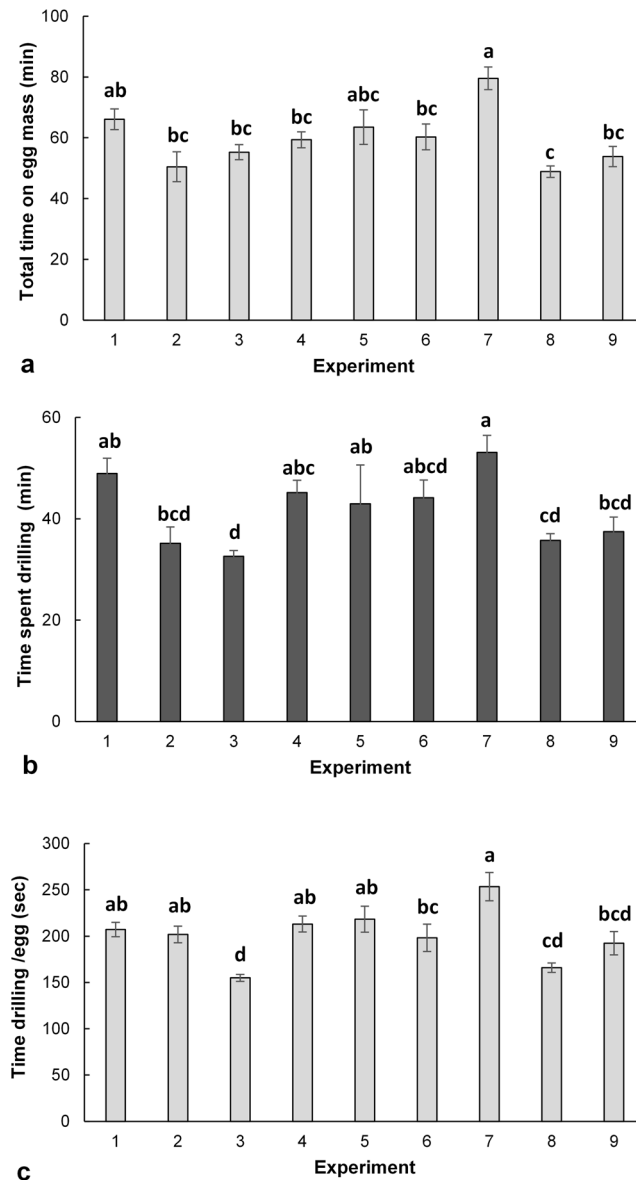 Total time on egg mass (min)
100
80
60
40
20
0
ab
bc
bc
bc
abc
bc
a
c
bc
1 2 3 4 5 6 7 8 9
Experiment
a
Time spent drilling (min)
60
40
20
0
ab
bcd
d
abc
ab
abcd
a
cd
bcd
1 2 3 4 5 6 7 8 9
Experiment
b
Time drilling /egg (sec)
300
250
200
150
100
50
0
ab
ab
d
ab
ab
bc
a
cd
bcd
1 2 3 4 5 6 7 8 9
Experiment
c